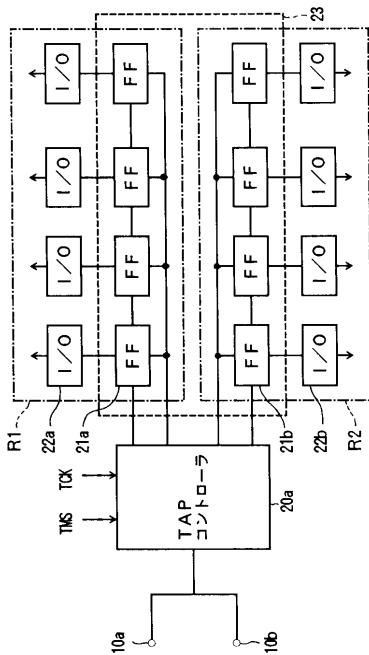 23
I/O
I/O
I/O
I/O
FF
FF
FF
FF
R1
22a
21a
TCK
TMS
TAP
コントローラ
20a
10a
10b
FF
FF
FF
FF
I/O
I/O
I/O
I/O
21b
22b
R2